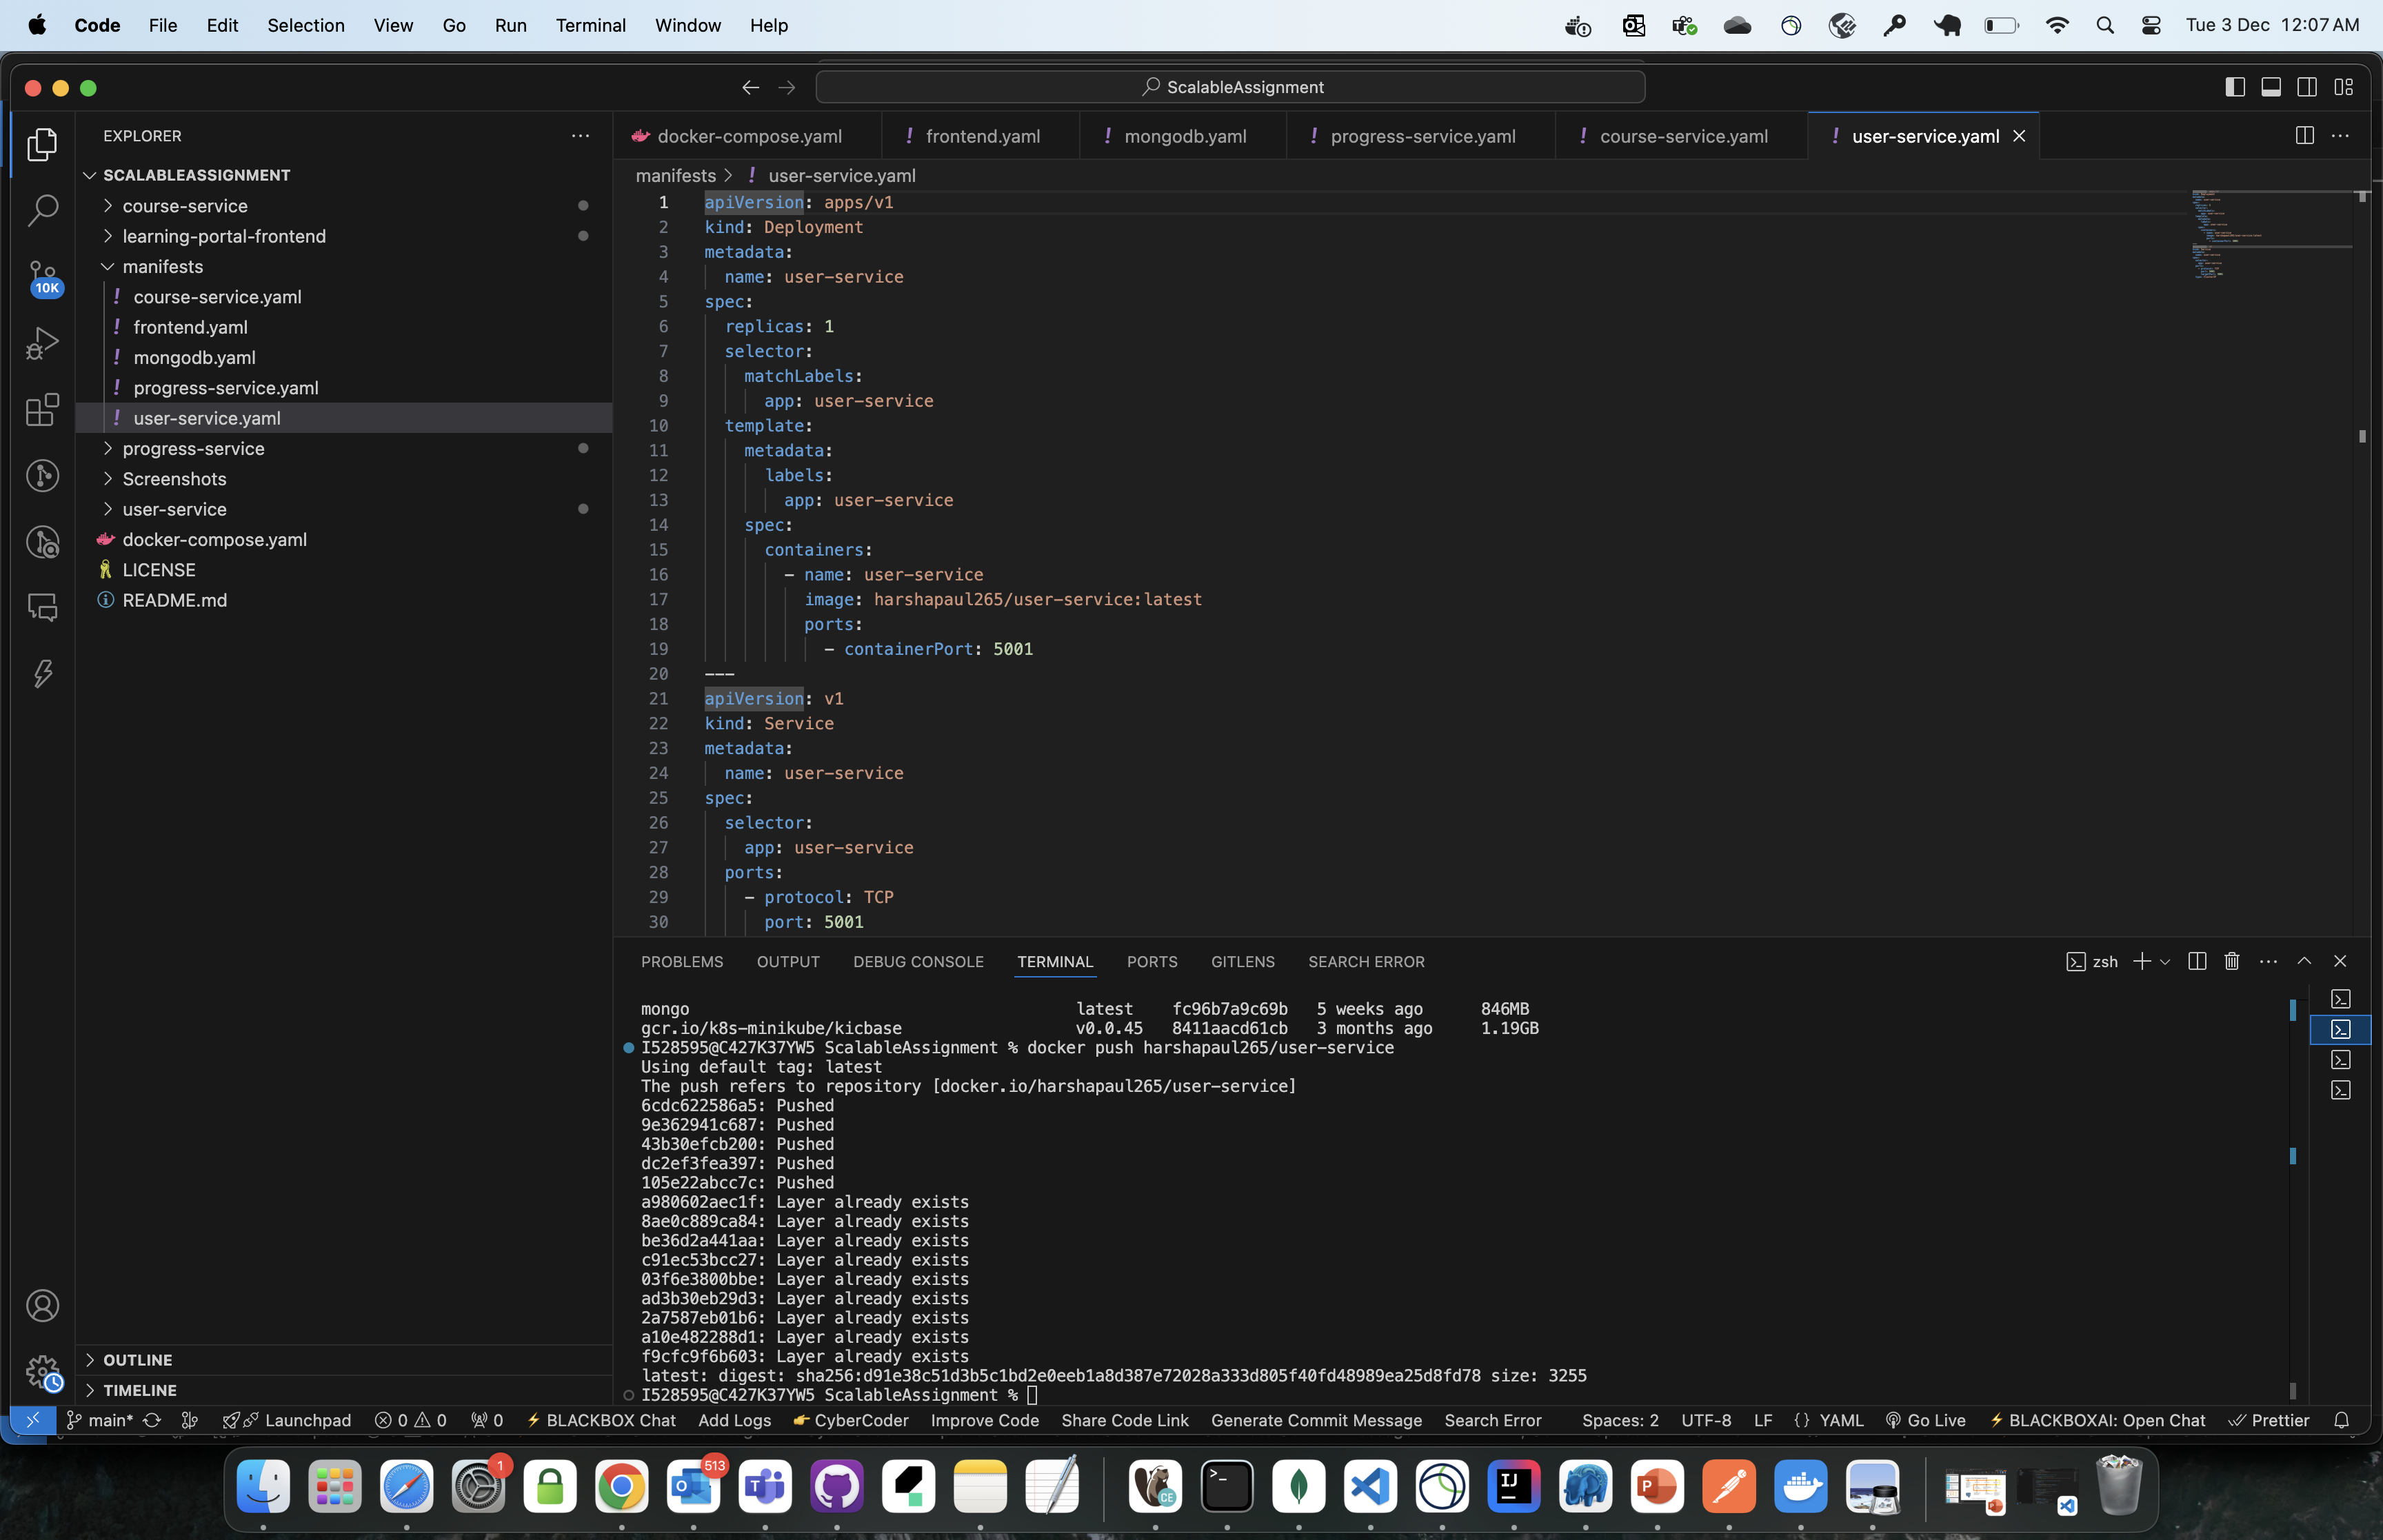 Code File Edit Selection View Go Run Terminal Window Help Tue 3 Dec 12:07 AM
ScalableAssignment
EXPLORER
SCALABLEASSIGNMENT
course-service
learning-portal-frontend
manifests
course-service.yaml
frontend.yaml
mongodb.yaml
progress-service.yaml
user-service.yaml
progress-service
Screenshots
user-service
docker-compose.yaml
LICENSE
README.md
OUTLINE
TIMELINE
10K
docker-compose.yaml ! frontend.yaml ! mongodb.yaml ! progress-service.yaml ! course-service.yaml ! user-service.yaml
manifests > ! user-service.yaml
1 apiVersion: apps/v1
2 kind: Deployment
3 metadata:
4 name: user-service
5 spec:
6 replicas: 1
7 selector:
8 matchLabels:
9 app: user-service
10 template:
11 metadata:
12 labels:
13 app: user-service
14 spec:
15 containers:
16 - name: user-service
17 image: harshapaul265/user-service:latest
18 ports:
19 - containerPort: 5001
20 ---
21 apiVersion: v1
22 kind: Service
23 metadata:
24 name: user-service
25 spec:
26 selector:
27 app: user-service
28 ports:
29 - protocol: TCP
30 port: 5001
PROBLEMS OUTPUT DEBUG CONSOLE TERMINAL PORTS GITLENS SEARCH ERROR zsh
mongo latest fc96b7a9c69b 5 weeks ago 846MB
gcr.io/k8s-minikube/kicbase v0.0.45 8411aacd61cb 3 months ago 1.19GB
I528595@C427K37YW5 ScalableAssignment % docker push harshapaul265/user-service
Using default tag: latest
The push refers to repository [docker.io/harshapaul265/user-service]
6cdc622586a5: Pushed
9e362941c687: Pushed
43b30efcb200: Pushed
dc2ef3fea397: Pushed
105e22abcc7c: Pushed
a980602aec1f: Layer already exists
8ae0c889ca84: Layer already exists
be36d2a441aa: Layer already exists
c91ec53bcc27: Layer already exists
03f6e3800bbe: Layer already exists
ad3b30eb29d3: Layer already exists
2a7587eb01b6: Layer already exists
a10e482288d1: Layer already exists
f9cfc9f6b603: Layer already exists
latest: digest: sha256:d91e38c51d3b5c1bd2e0eeb1a8d387e72028a333d805f40fd48989ea25d8fd78 size: 3255
I528595@C427K37YW5 ScalableAssignment %
main* Launchpad 0 0 0 BLACKBOX Chat Add Logs CyberCoder Improve Code Share Code Link Generate Commit Message Search Error Spaces: 2 UTF-8 LF {} YAML Go Live BLACKBOXAI: Open Chat Prettier
1 513 CE IJ P